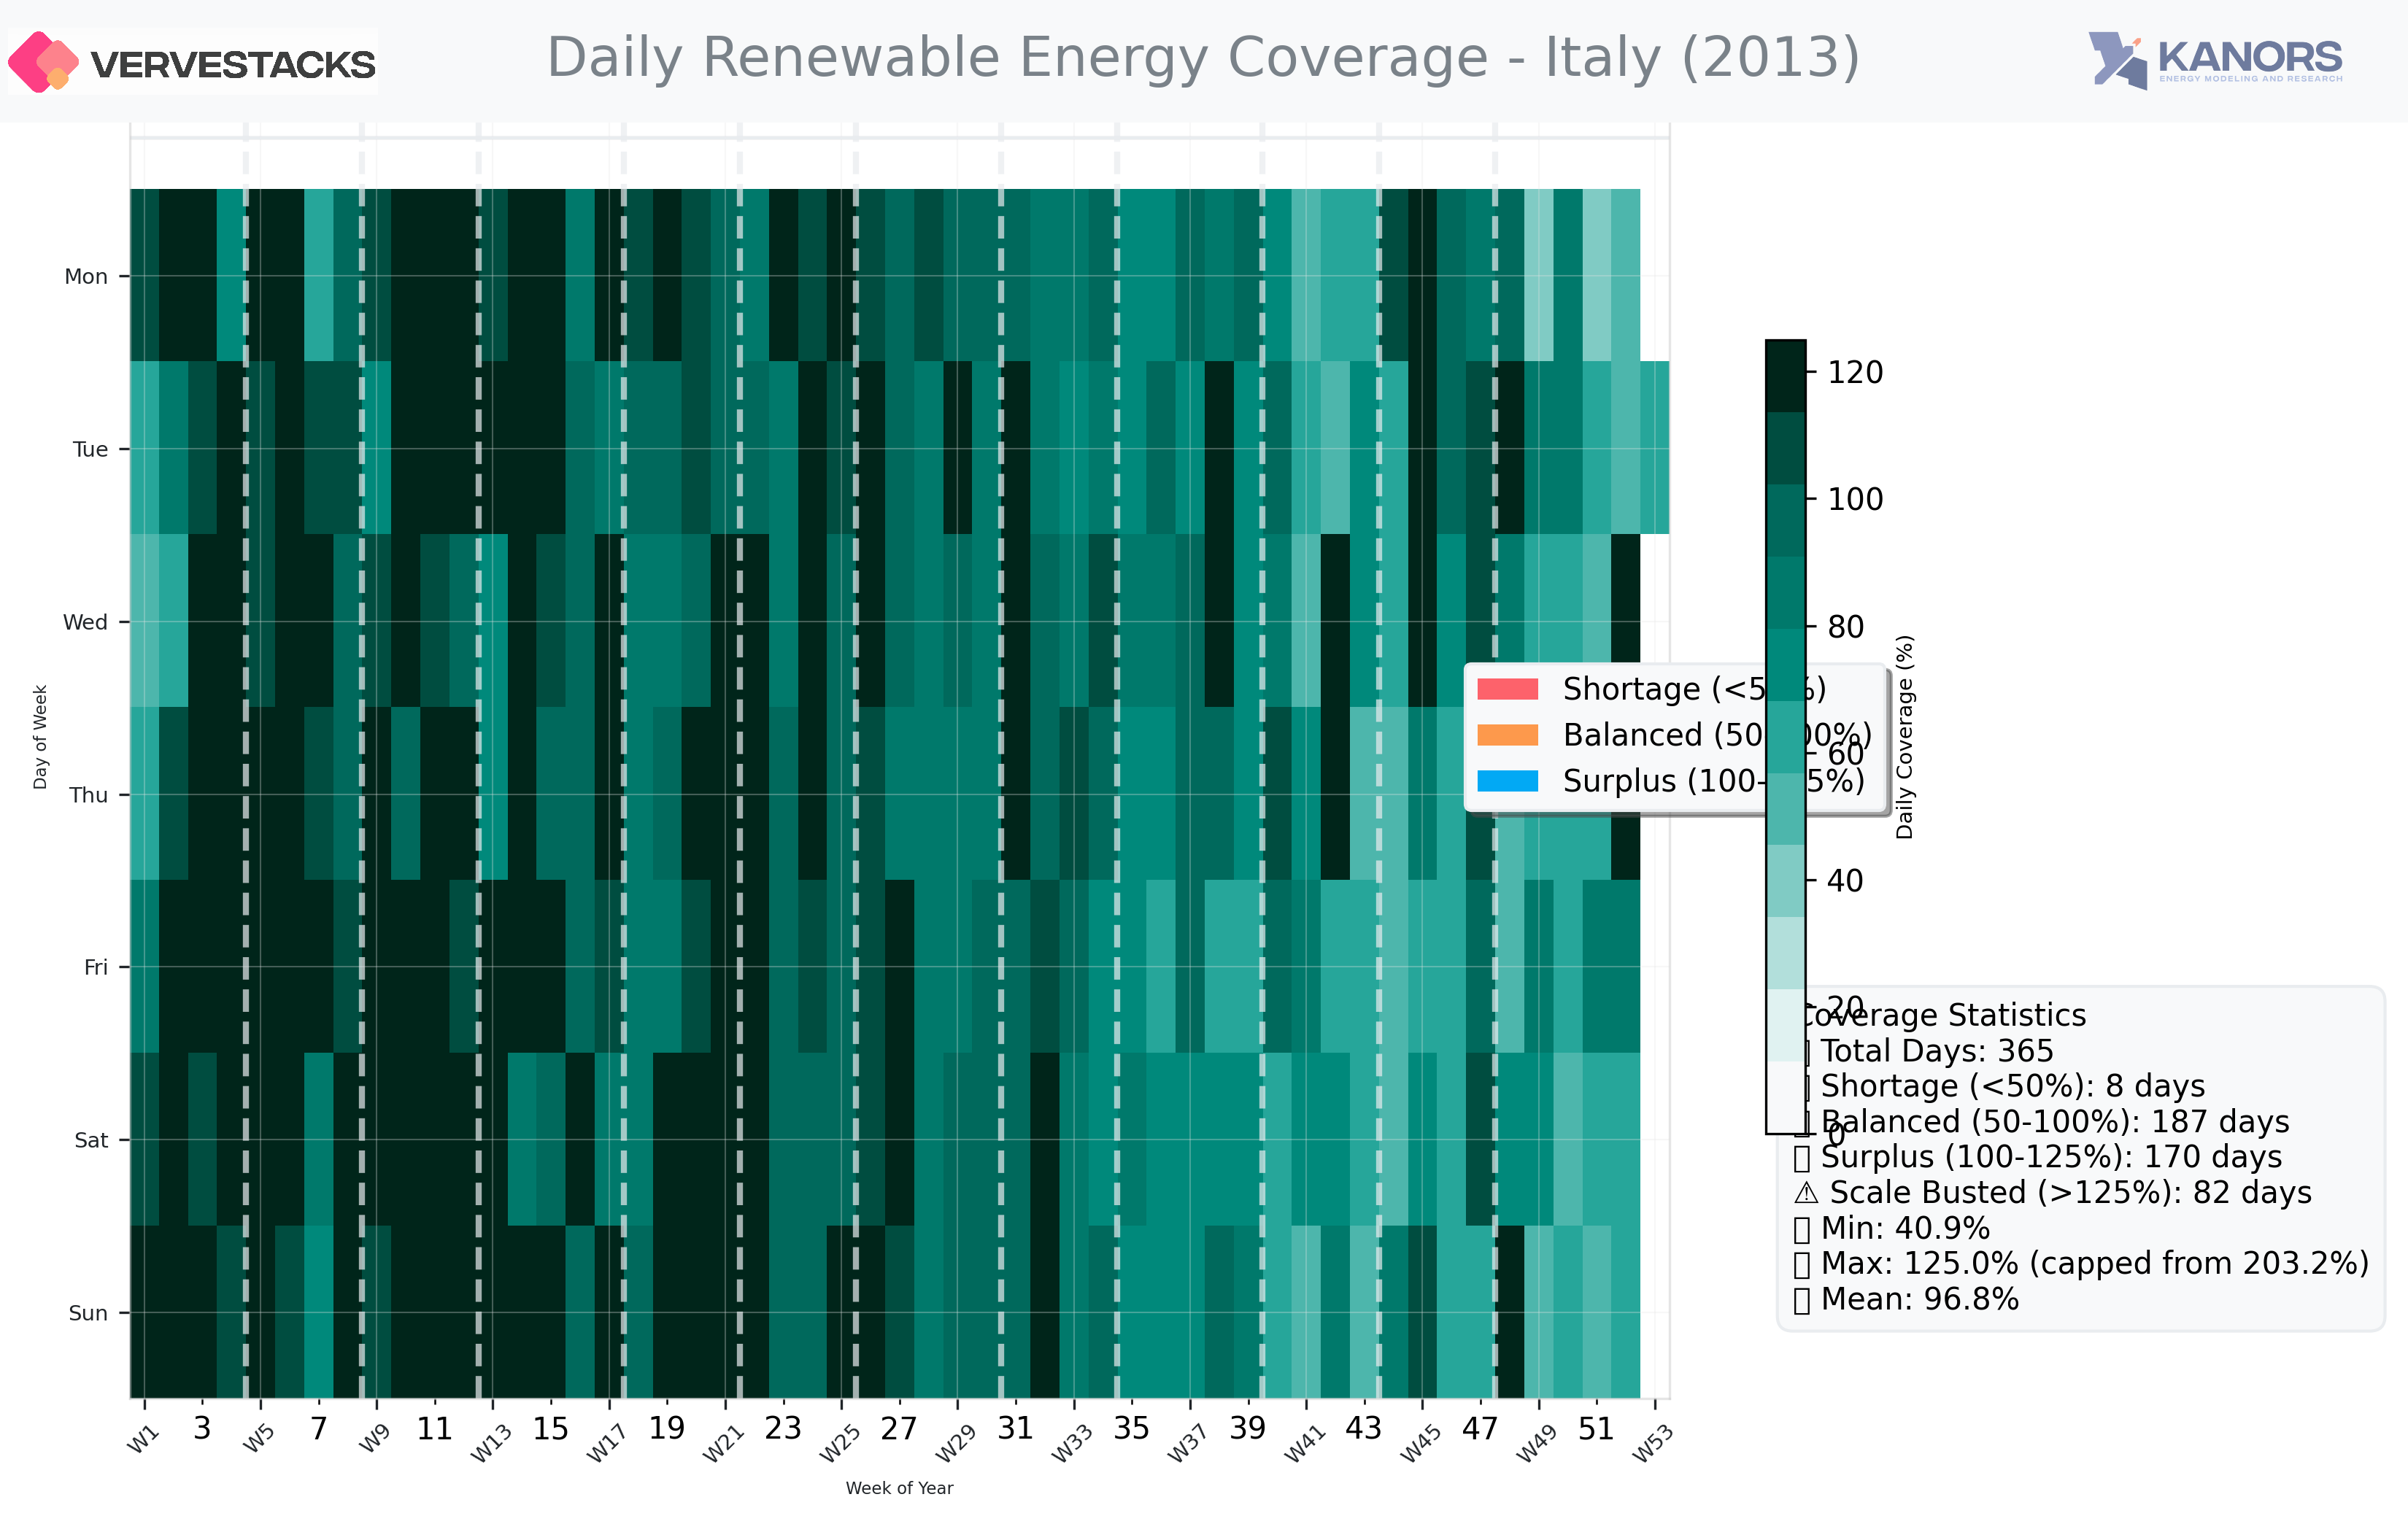 VERVESTACKS
Daily Renewable Energy Coverage - Italy (2013)
KANORS
ENERGY MODELING AND RESEARCH
Day of Week
Mon
Tue
Wed
Thu
Fri
Sat
Sun
W1 3 W5 7 W9 11 W13 15 W17 19 W21 23 W25 27 W29 31 W33 35 W37 39 W41 43 W45 47 W49 51 W53
Week of Year
120
100
80
60
40
20
0
Daily Coverage (%)
Shortage (<5 %)
Balanced (50 00%)
Surplus (100- 5%)
Coverage Statistics
Total Days: 365
Shortage (<50%): 8 days
Balanced (50-100%): 187 days
Surplus (100-125%): 170 days
⚠ Scale Busted (>125%): 82 days
Min: 40.9%
Max: 125.0% (capped from 203.2%)
Mean: 96.8%